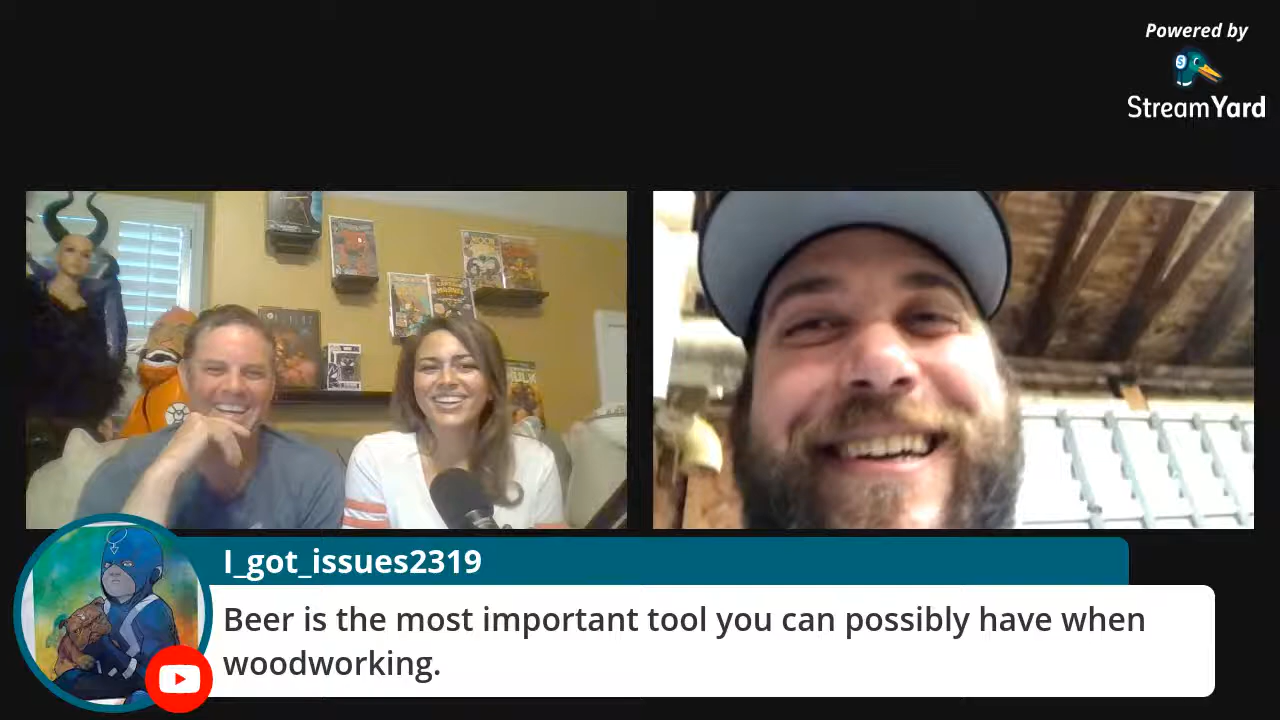 Powered by
StreamYard
I_got_issues2319
Beer is the most important tool you can possibly have when
woodworking.